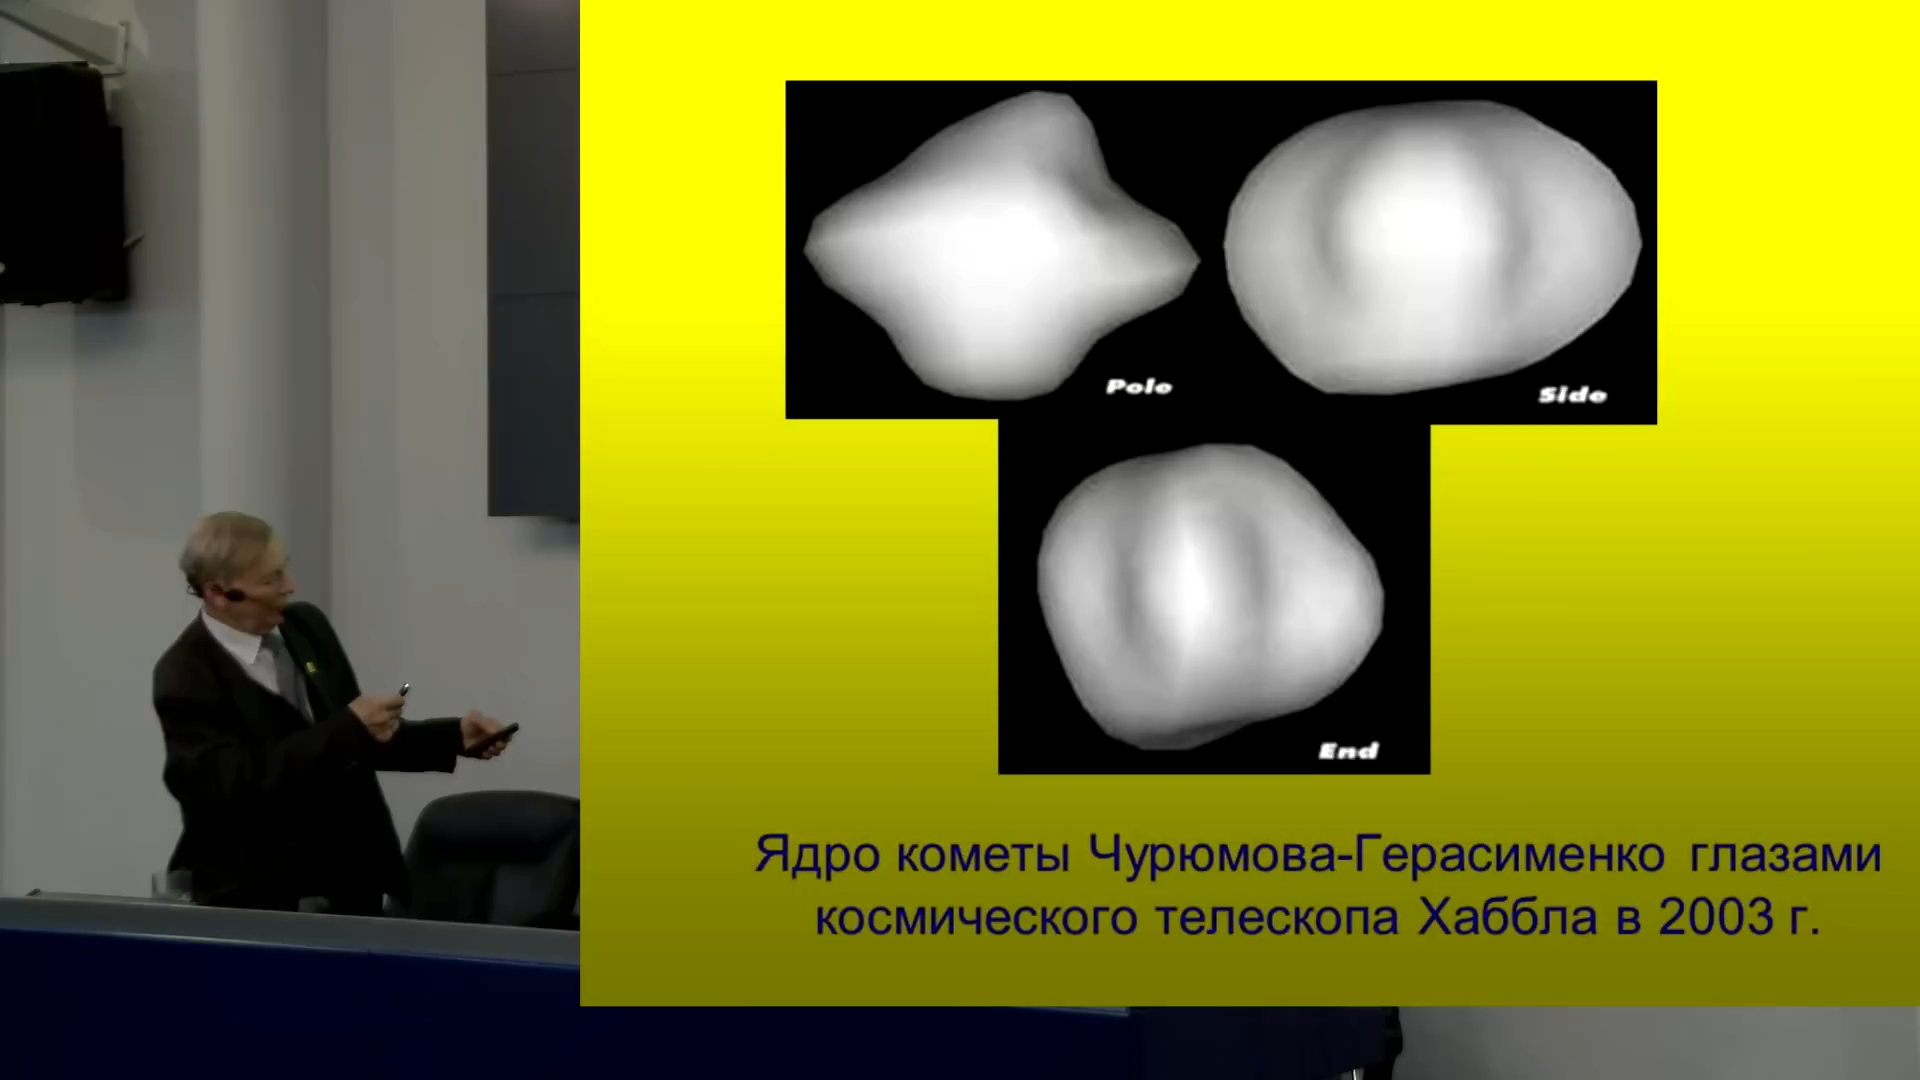 Pole
Side
End
Ядро кометы Чурюмова-Герасименко глазами
космического телескопа Хаббла в 2003 г.